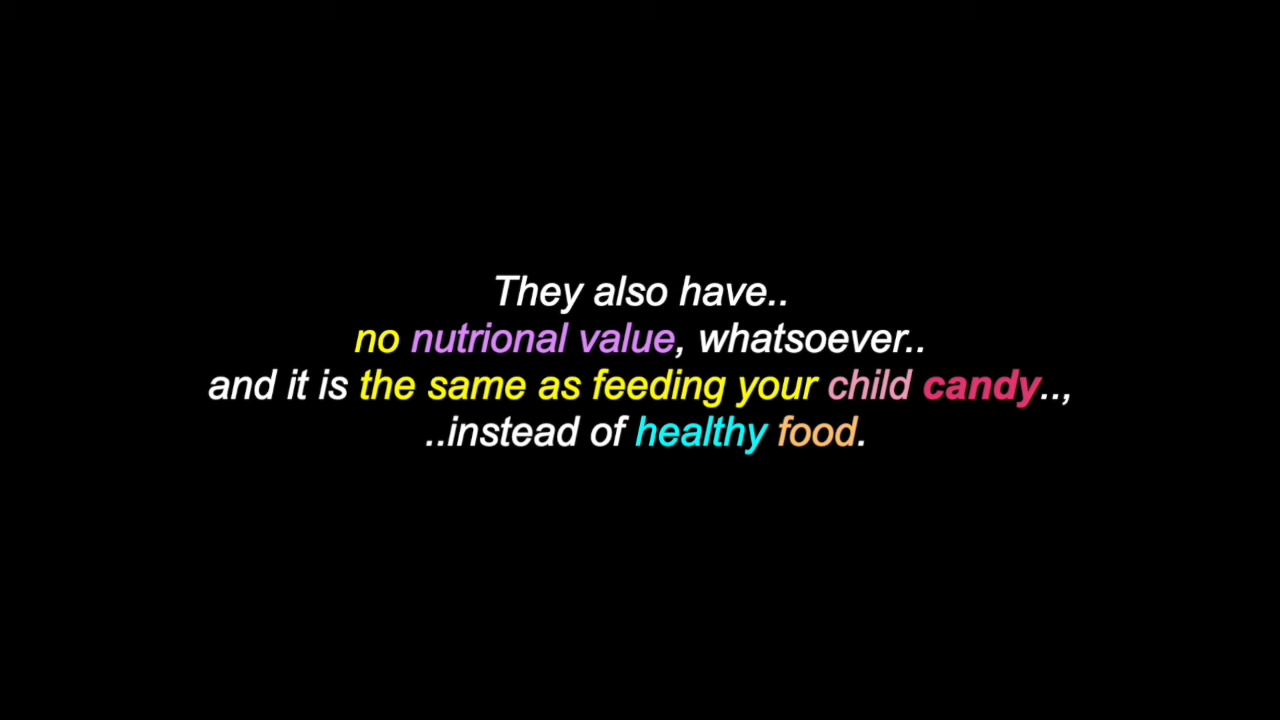 They also have..
no nutrional value, whatsoever..
and it is the same as feeding your child candy..,
..instead of healthy food.